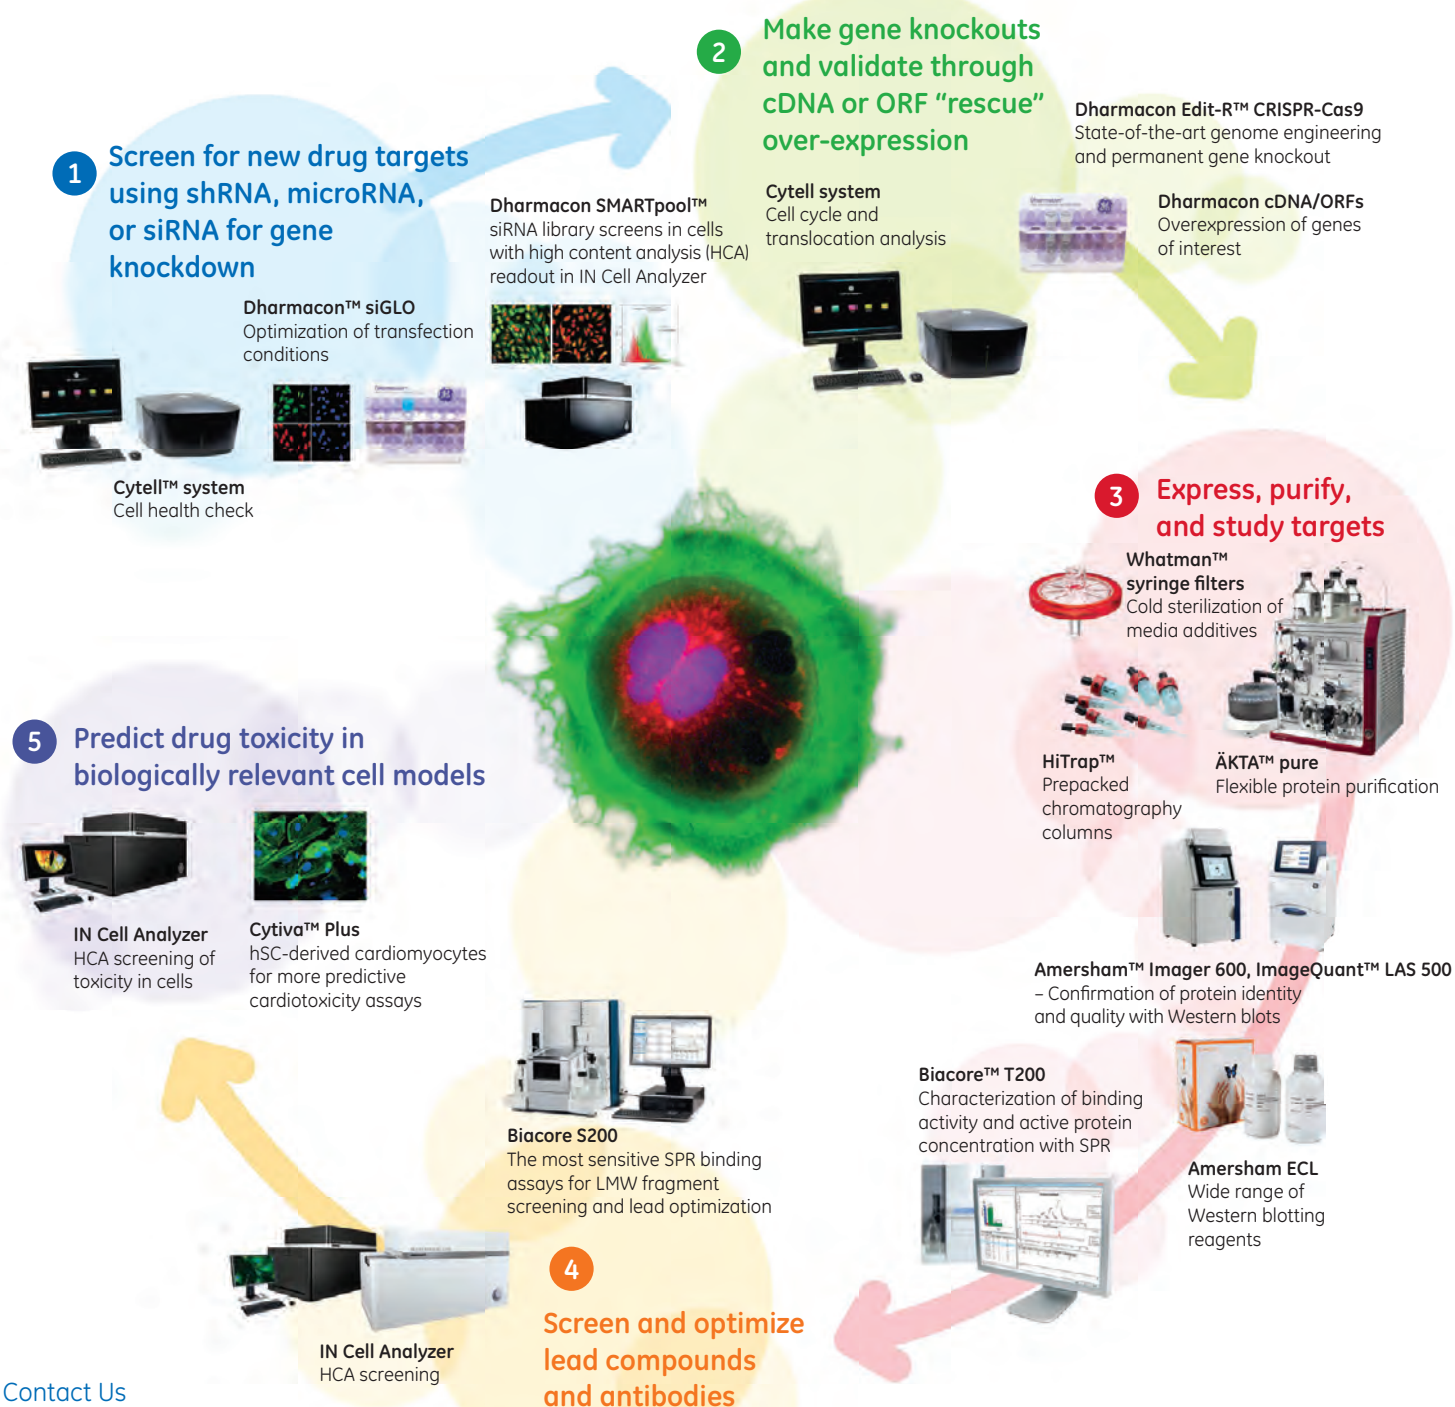 1
Screen for new drug targets
using shRNA, microRNA,
or siRNA for gene
knockdown
Dharmacon™ siGLO
Optimization of transfection
conditions
Dharmacon SMARTpool™
siRNA library screens in cells
with high content analysis (HCA)
readout in IN Cell Analyzer
Cytell™ system
Cell health check
2
Make gene knockouts
and validate through
cDNA or ORF “rescue”
over-expression
Cytell system
Cell cycle and
translocation analysis
Dharmacon Edit-R™ CRISPR-Cas9
State-of-the-art genome engineering
and permanent gene knockout
Dharmacon cDNA/ORFs
Overexpression of genes
of interest
3
Express, purify,
and study targets
Whatman™
syringe filters
Cold sterilization of
media additives
HiTrap™
Prepacked
chromatography
columns
ÄKTA™ pure
Flexible protein purification
Amersham™ Imager 600, ImageQuant™ LAS 500
– Confirmation of protein identity
and quality with Western blots
Biacore™ T200
Characterization of binding
activity and active protein
concentration with SPR
Amersham ECL
Wide range of
Western blotting
reagents
4
Screen and optimize
lead compounds
and antibodies
Biacore S200
The most sensitive SPR binding
assays for LMW fragment
screening and lead optimization
IN Cell Analyzer
HCA screening
5
Predict drug toxicity in
biologically relevant cell models
IN Cell Analyzer
HCA screening of
toxicity in cells
Cytiva™ Plus
hSC-derived cardiomyocytes
for more predictive
cardiotoxicity assays
Contact Us